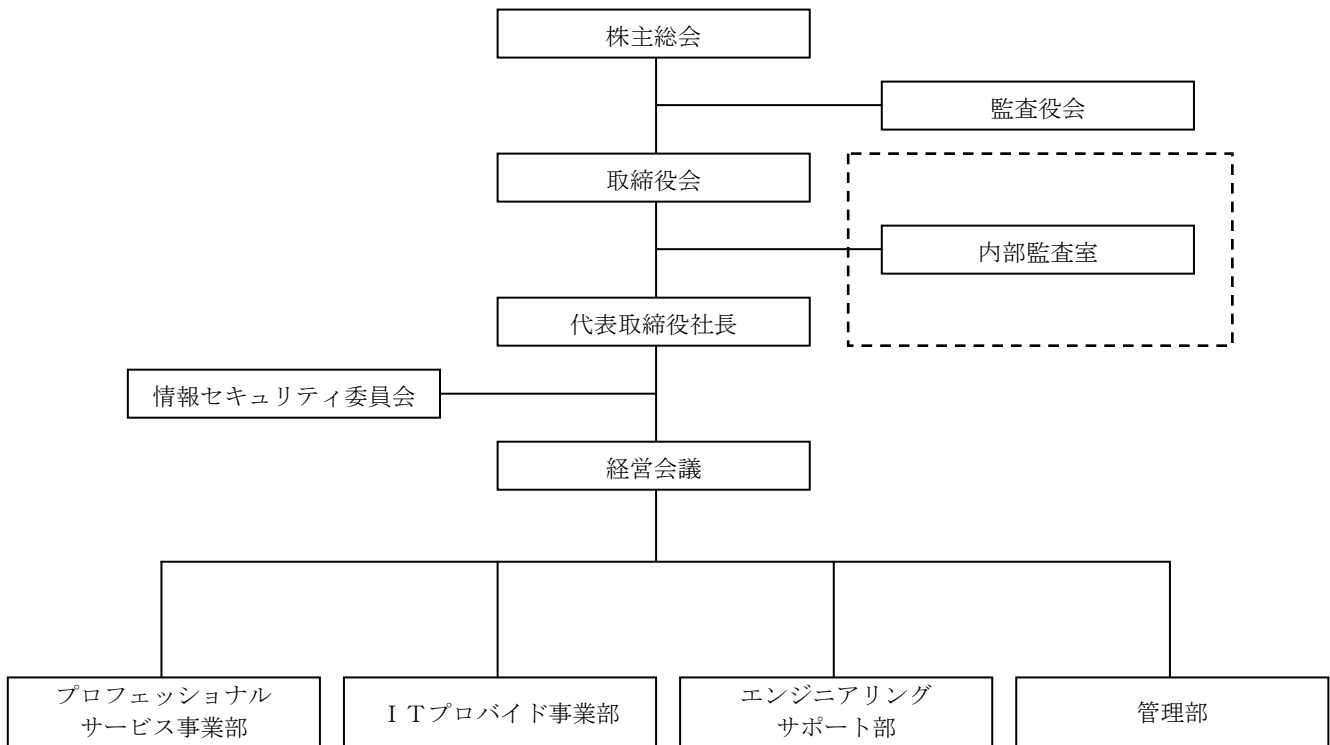 株主総会
監査役会
取締役会
内部監査室
代表取締役社長
情報セキュリティ委員会
経営会議
プロフェッショナル
サービス事業部
ＩＴプロバイド事業部
エンジニアリング
サポート部
管理部